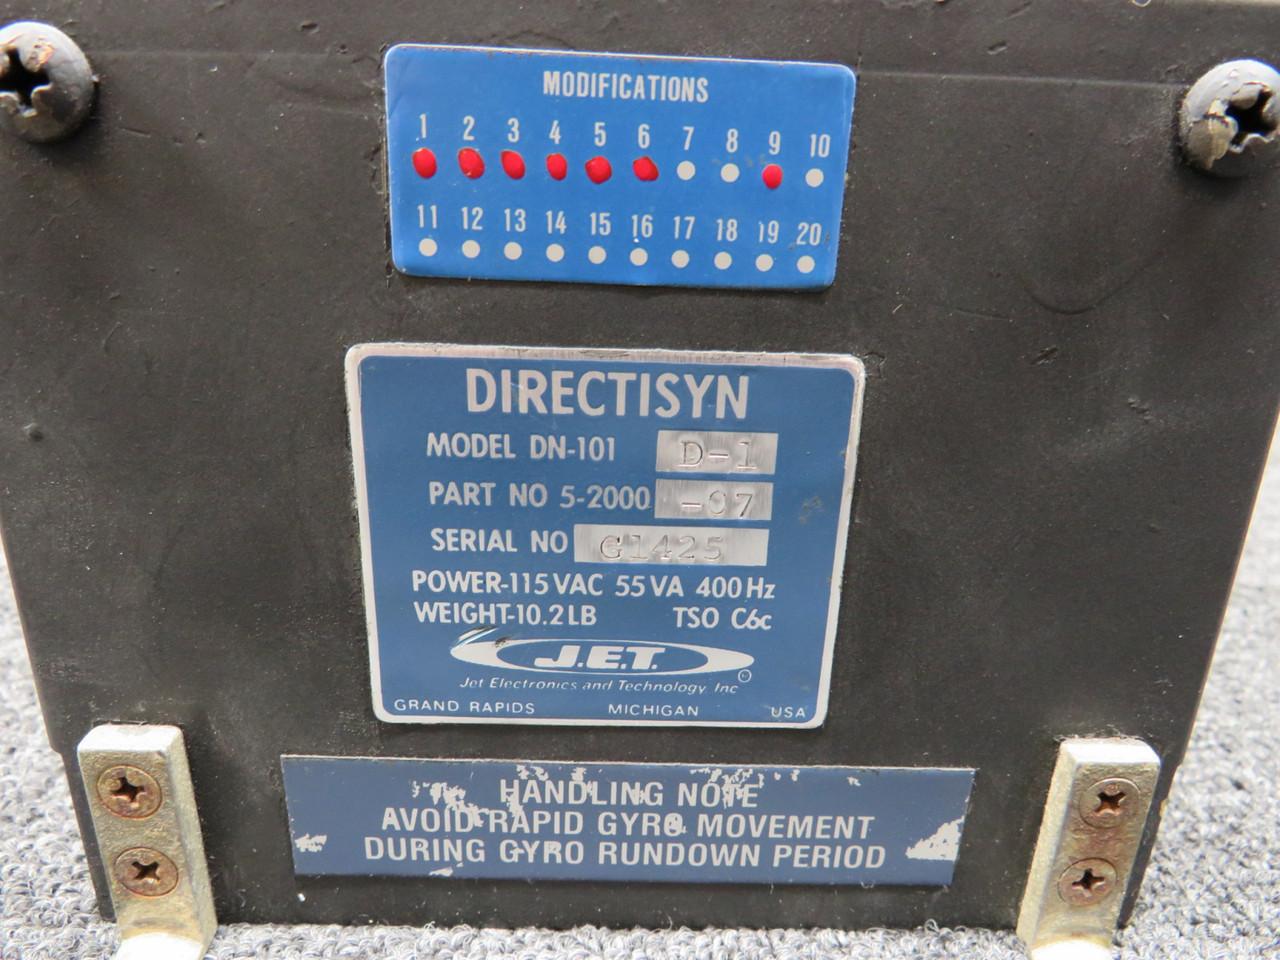 MODIFICATIONS
1 2 3 4 5 6 7 8 9 10
11 12 13 14 15 16 17 18 19 20
DIRECTISYN
MODEL DN-101 D-1
PART NO 5-2000 -07
SERIAL NO G1425
POWER-115 VAC 55 VA 400 Hz
WEIGHT-10.2 LB TSO C6c
J.E.T.
Jet Electronics and Technology Inc
GRAND RAPIDS MICHIGAN USA
HANDLING NOTE
AVOID RAPID GYRO MOVEMENT
DURING GYRO RUNDOWN PERIOD